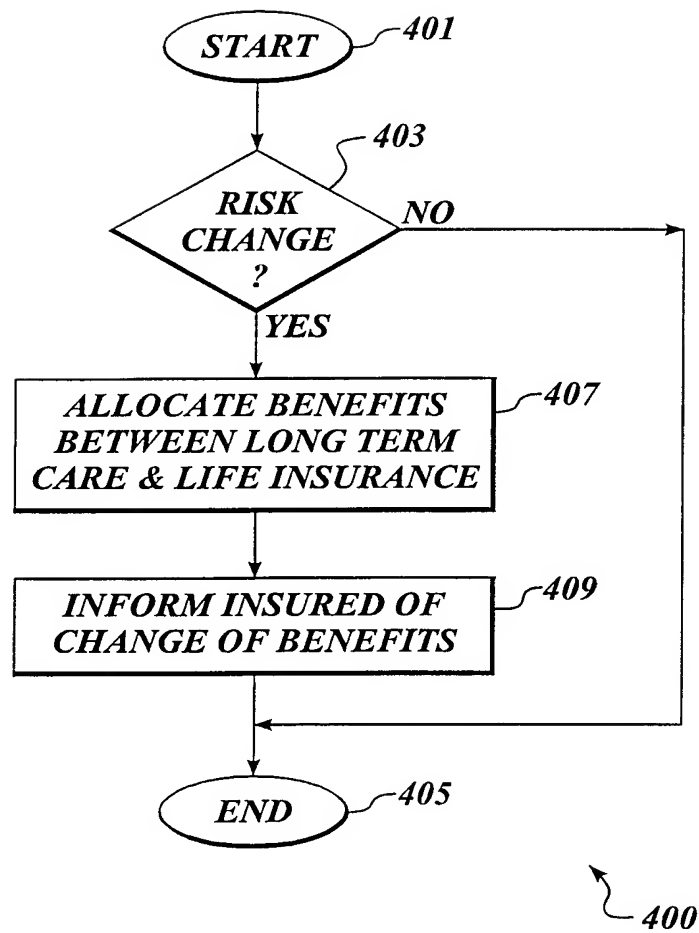 START
401
403
RISK
CHANGE
?
NO
YES
ALLOCATE BENEFITS
BETWEEN LONG TERM
CARE & LIFE INSURANCE
407
INFORM INSURED OF
CHANGE OF BENEFITS
409
END
405
400